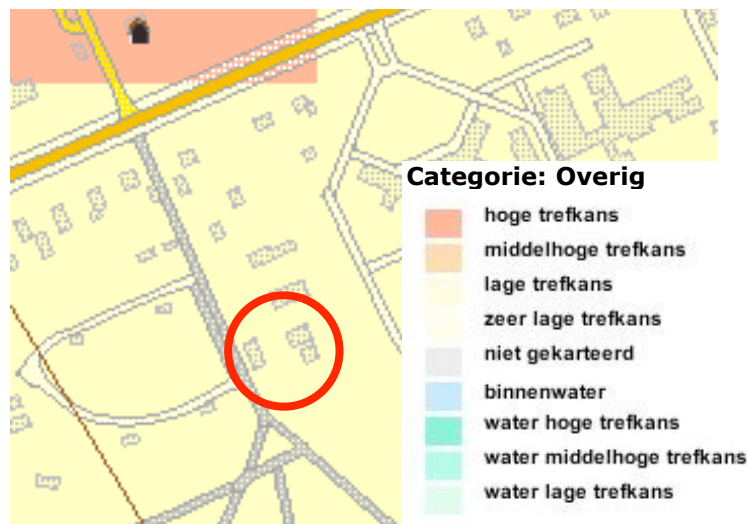 Categorie: Overig
hoge trefkans
middelhoge trefkans
lage trefkans
zeer lage trefkans
niet gekarteerd
binnenwater
water hoge trefkans
water middelhoge trefkans
water lage trefkans